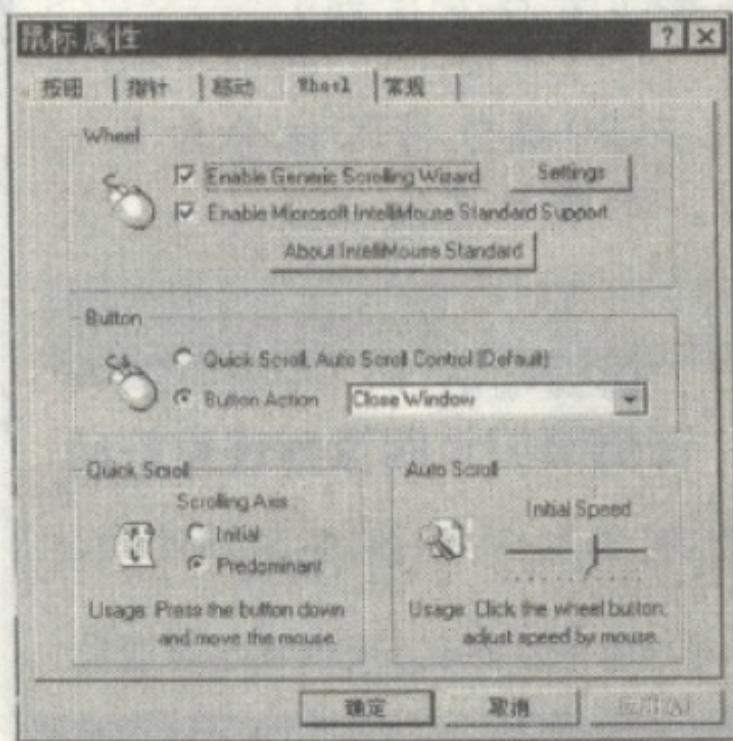 鼠标 属性
按钮 指针 移动 Wheel 常规
Wheel
Enable Generic Scrolling Wizard Settings
Enable Microsoft IntelliMouse Standard Support
About IntelliMouse Standard
Button
Quick Scroll, Auto Scroll Control (Default)
Button Action Close Window
Quick Scroll
Scrolling Axis
Initial
Predominant
Usage: Press the button down
and move the mouse.
Auto Scroll
Initial Speed
Usage: Click the wheel button,
adjust speed by mouse.
确定 取消 应用(A)